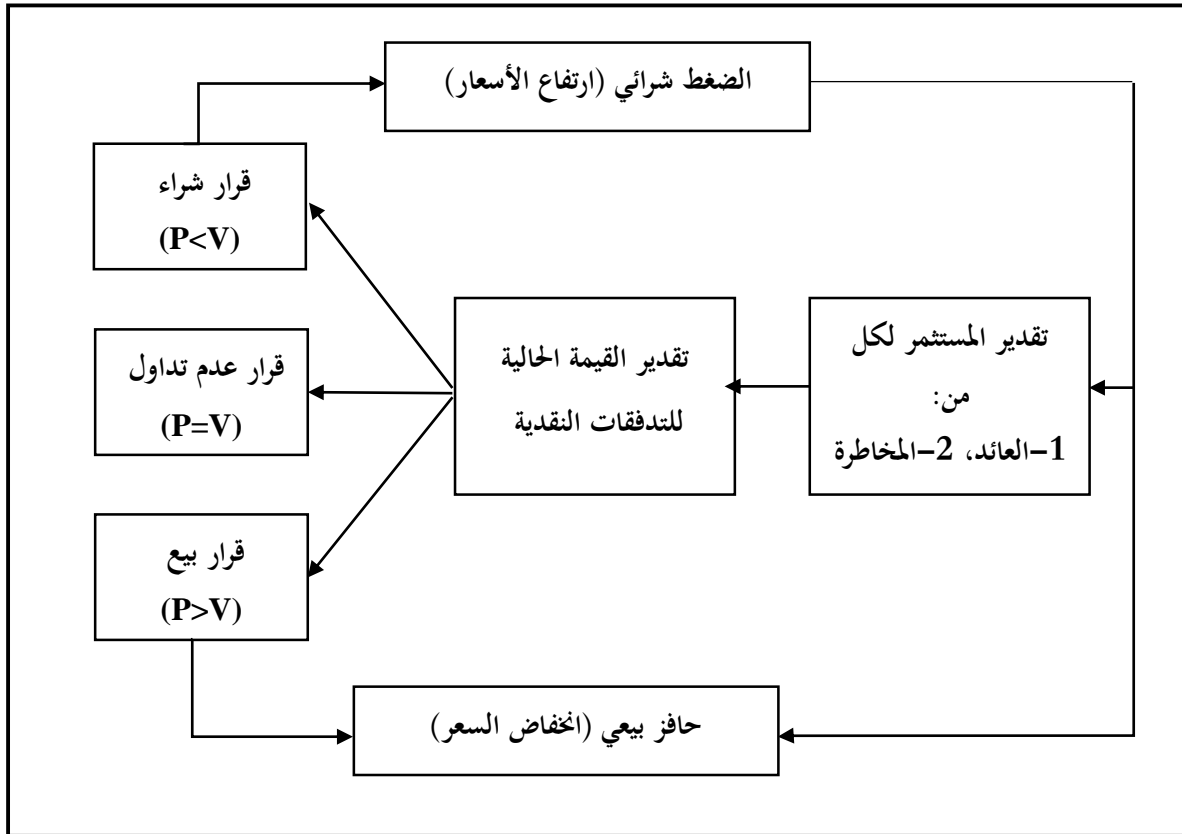 الضغط شرائي (ارتفاع الأسعار)
قرار شراء
(P<V)
تقدير المستثمر لكل
من:
1–العائد، 2–المخاطرة
تقدير القيمة الحالية
للتدفقات النقدية
قرار عدم تداول
(P=V)
قرار بيع
(P>V)
حافز بيعي (انخفاض السعر)